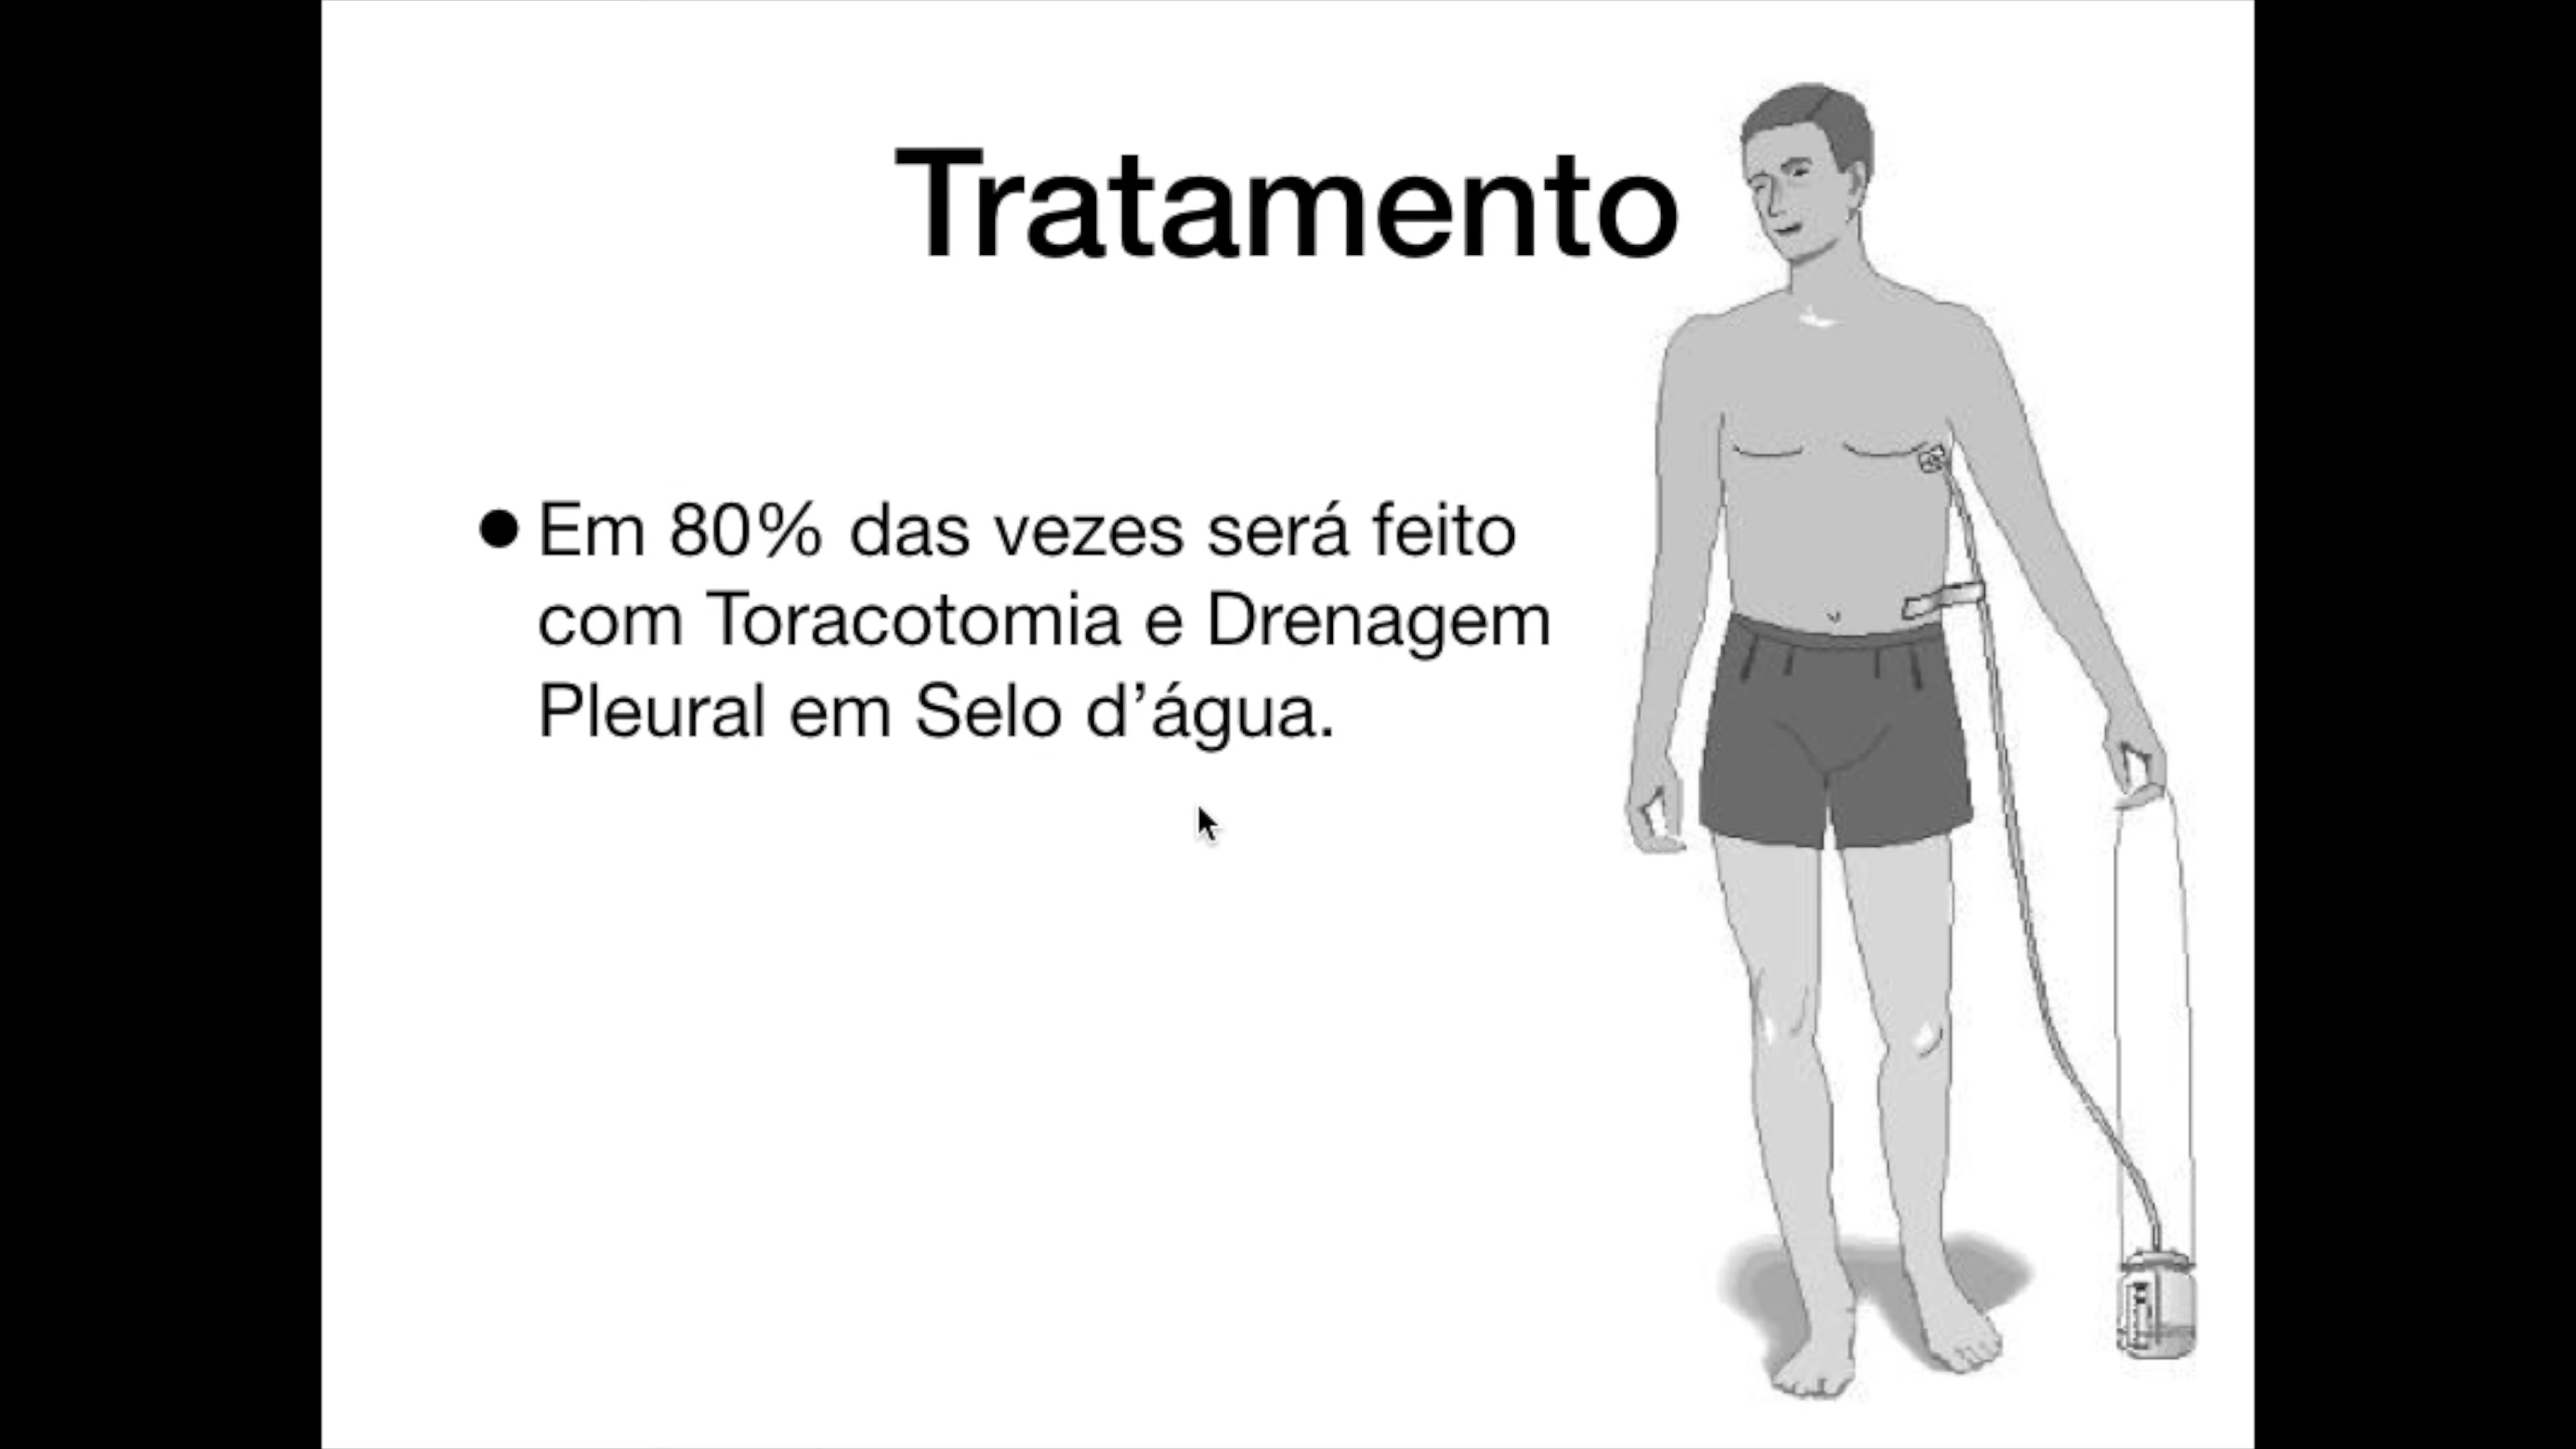 Tratamento
● Em 80% das vezes será feito
com Toracotomia e Drenagem
Pleural em Selo d’água.